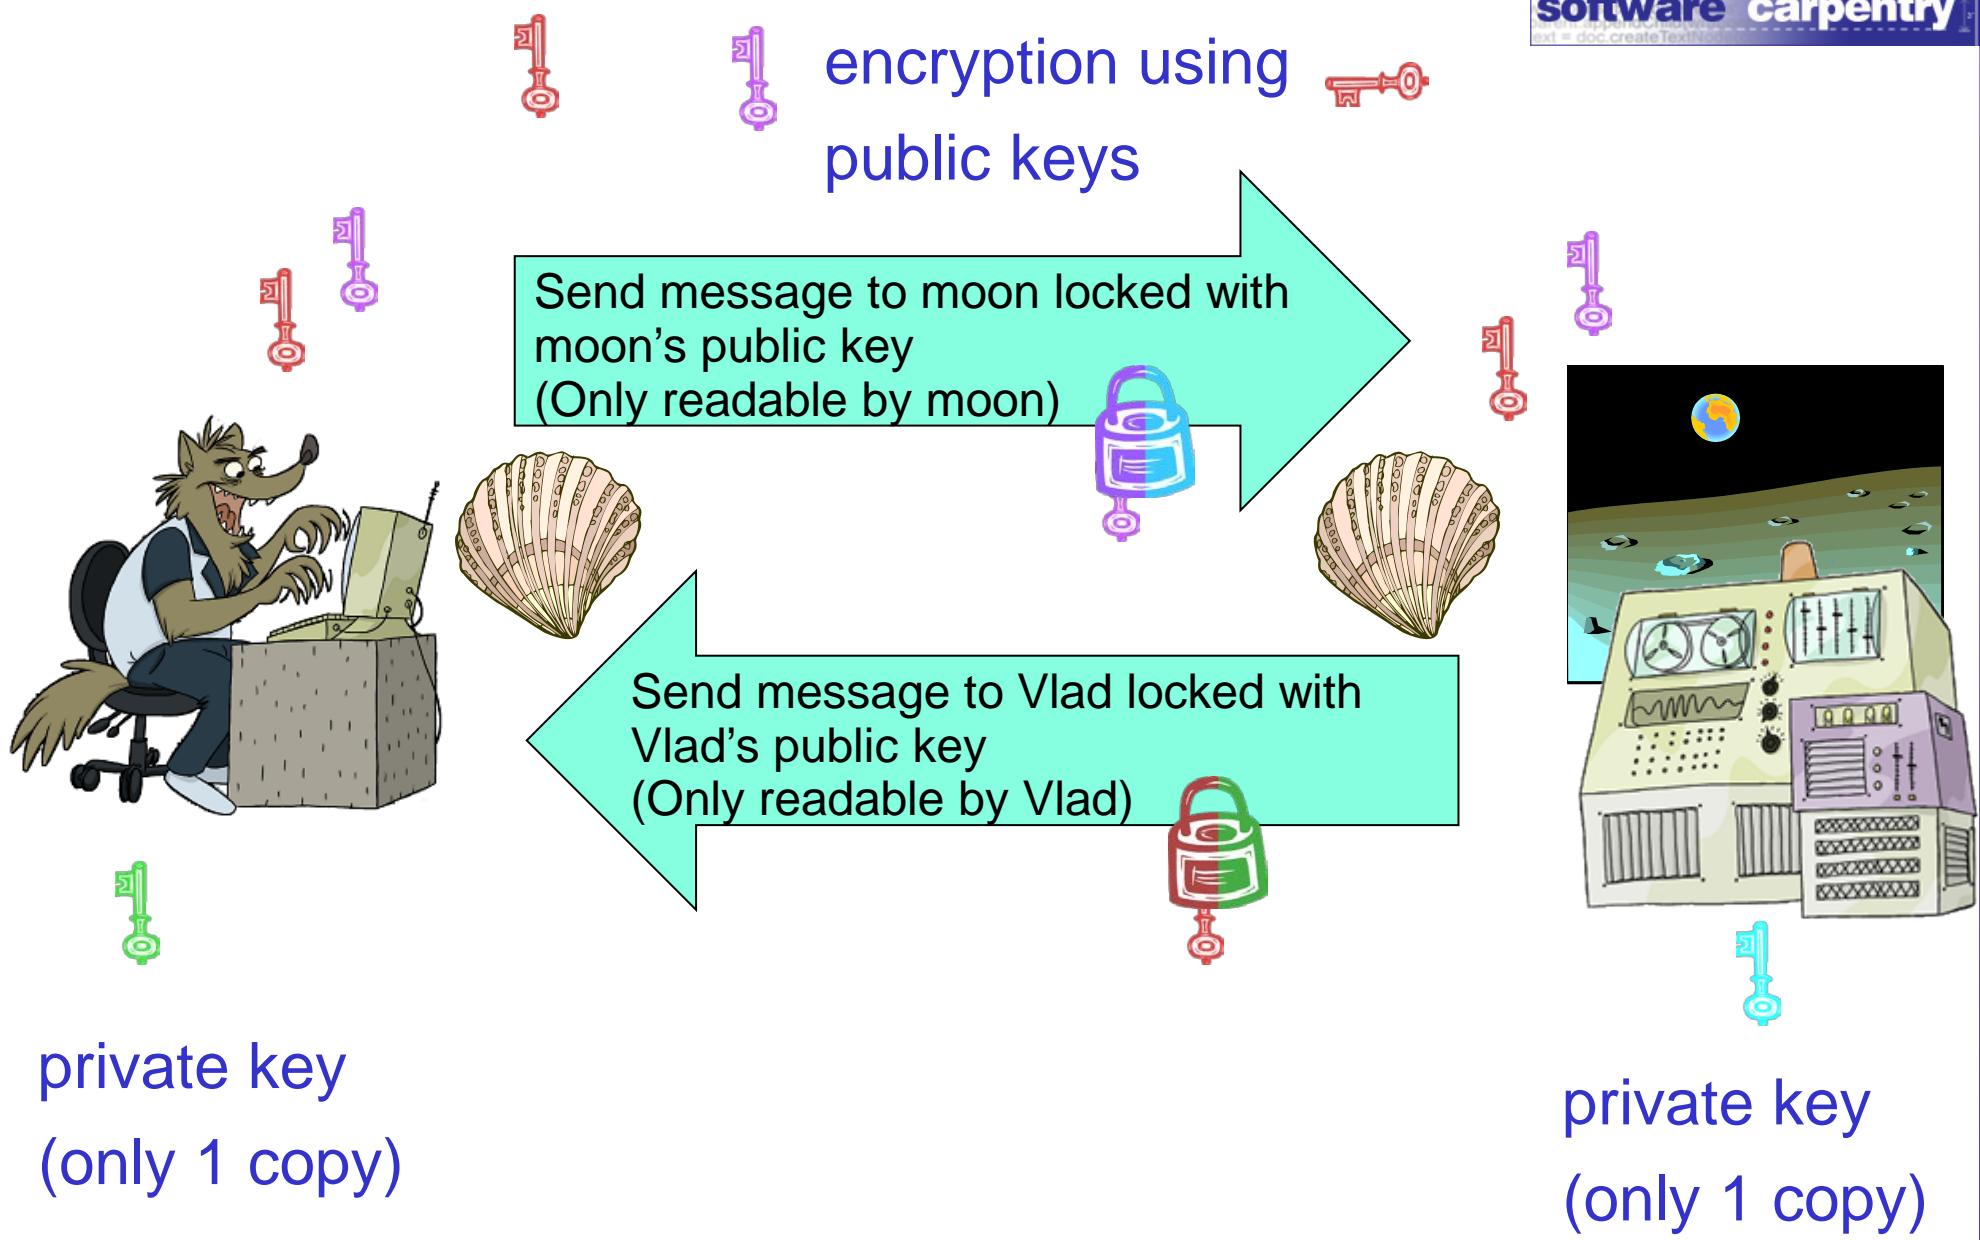 software carpentry
encryption using
public keys
Send message to moon locked with
moon’s public key
(Only readable by moon)
Send message to Vlad locked with
Vlad’s public key
(Only readable by Vlad)
private key
(only 1 copy)
private key
(only 1 copy)